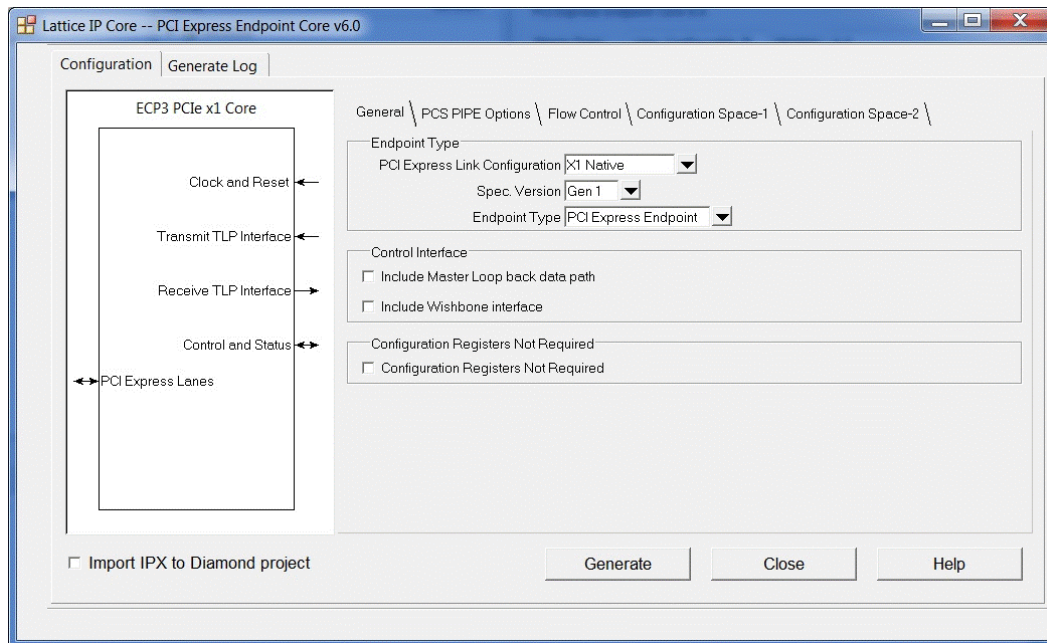 Lattice IP Core -- PCI Express Endpoint Core v6.0
Configuration
Generate Log
ECP3 PCIe x1 Core
Clock and Reset
Transmit TLP Interface
Receive TLP Interface
Control and Status
PCI Express Lanes
General \ PCS PIPE Options \ Flow Control \ Configuration Space-1 \ Configuration Space-2 \
Endpoint Type
PCI Express Link Configuration X1 Native
Spec. Version Gen 1
Endpoint Type PCI Express Endpoint
Control Interface
Include Master Loop back data path
Include Wishbone interface
Configuration Registers Not Required
Configuration Registers Not Required
Import IPX to Diamond project
Generate
Close
Help